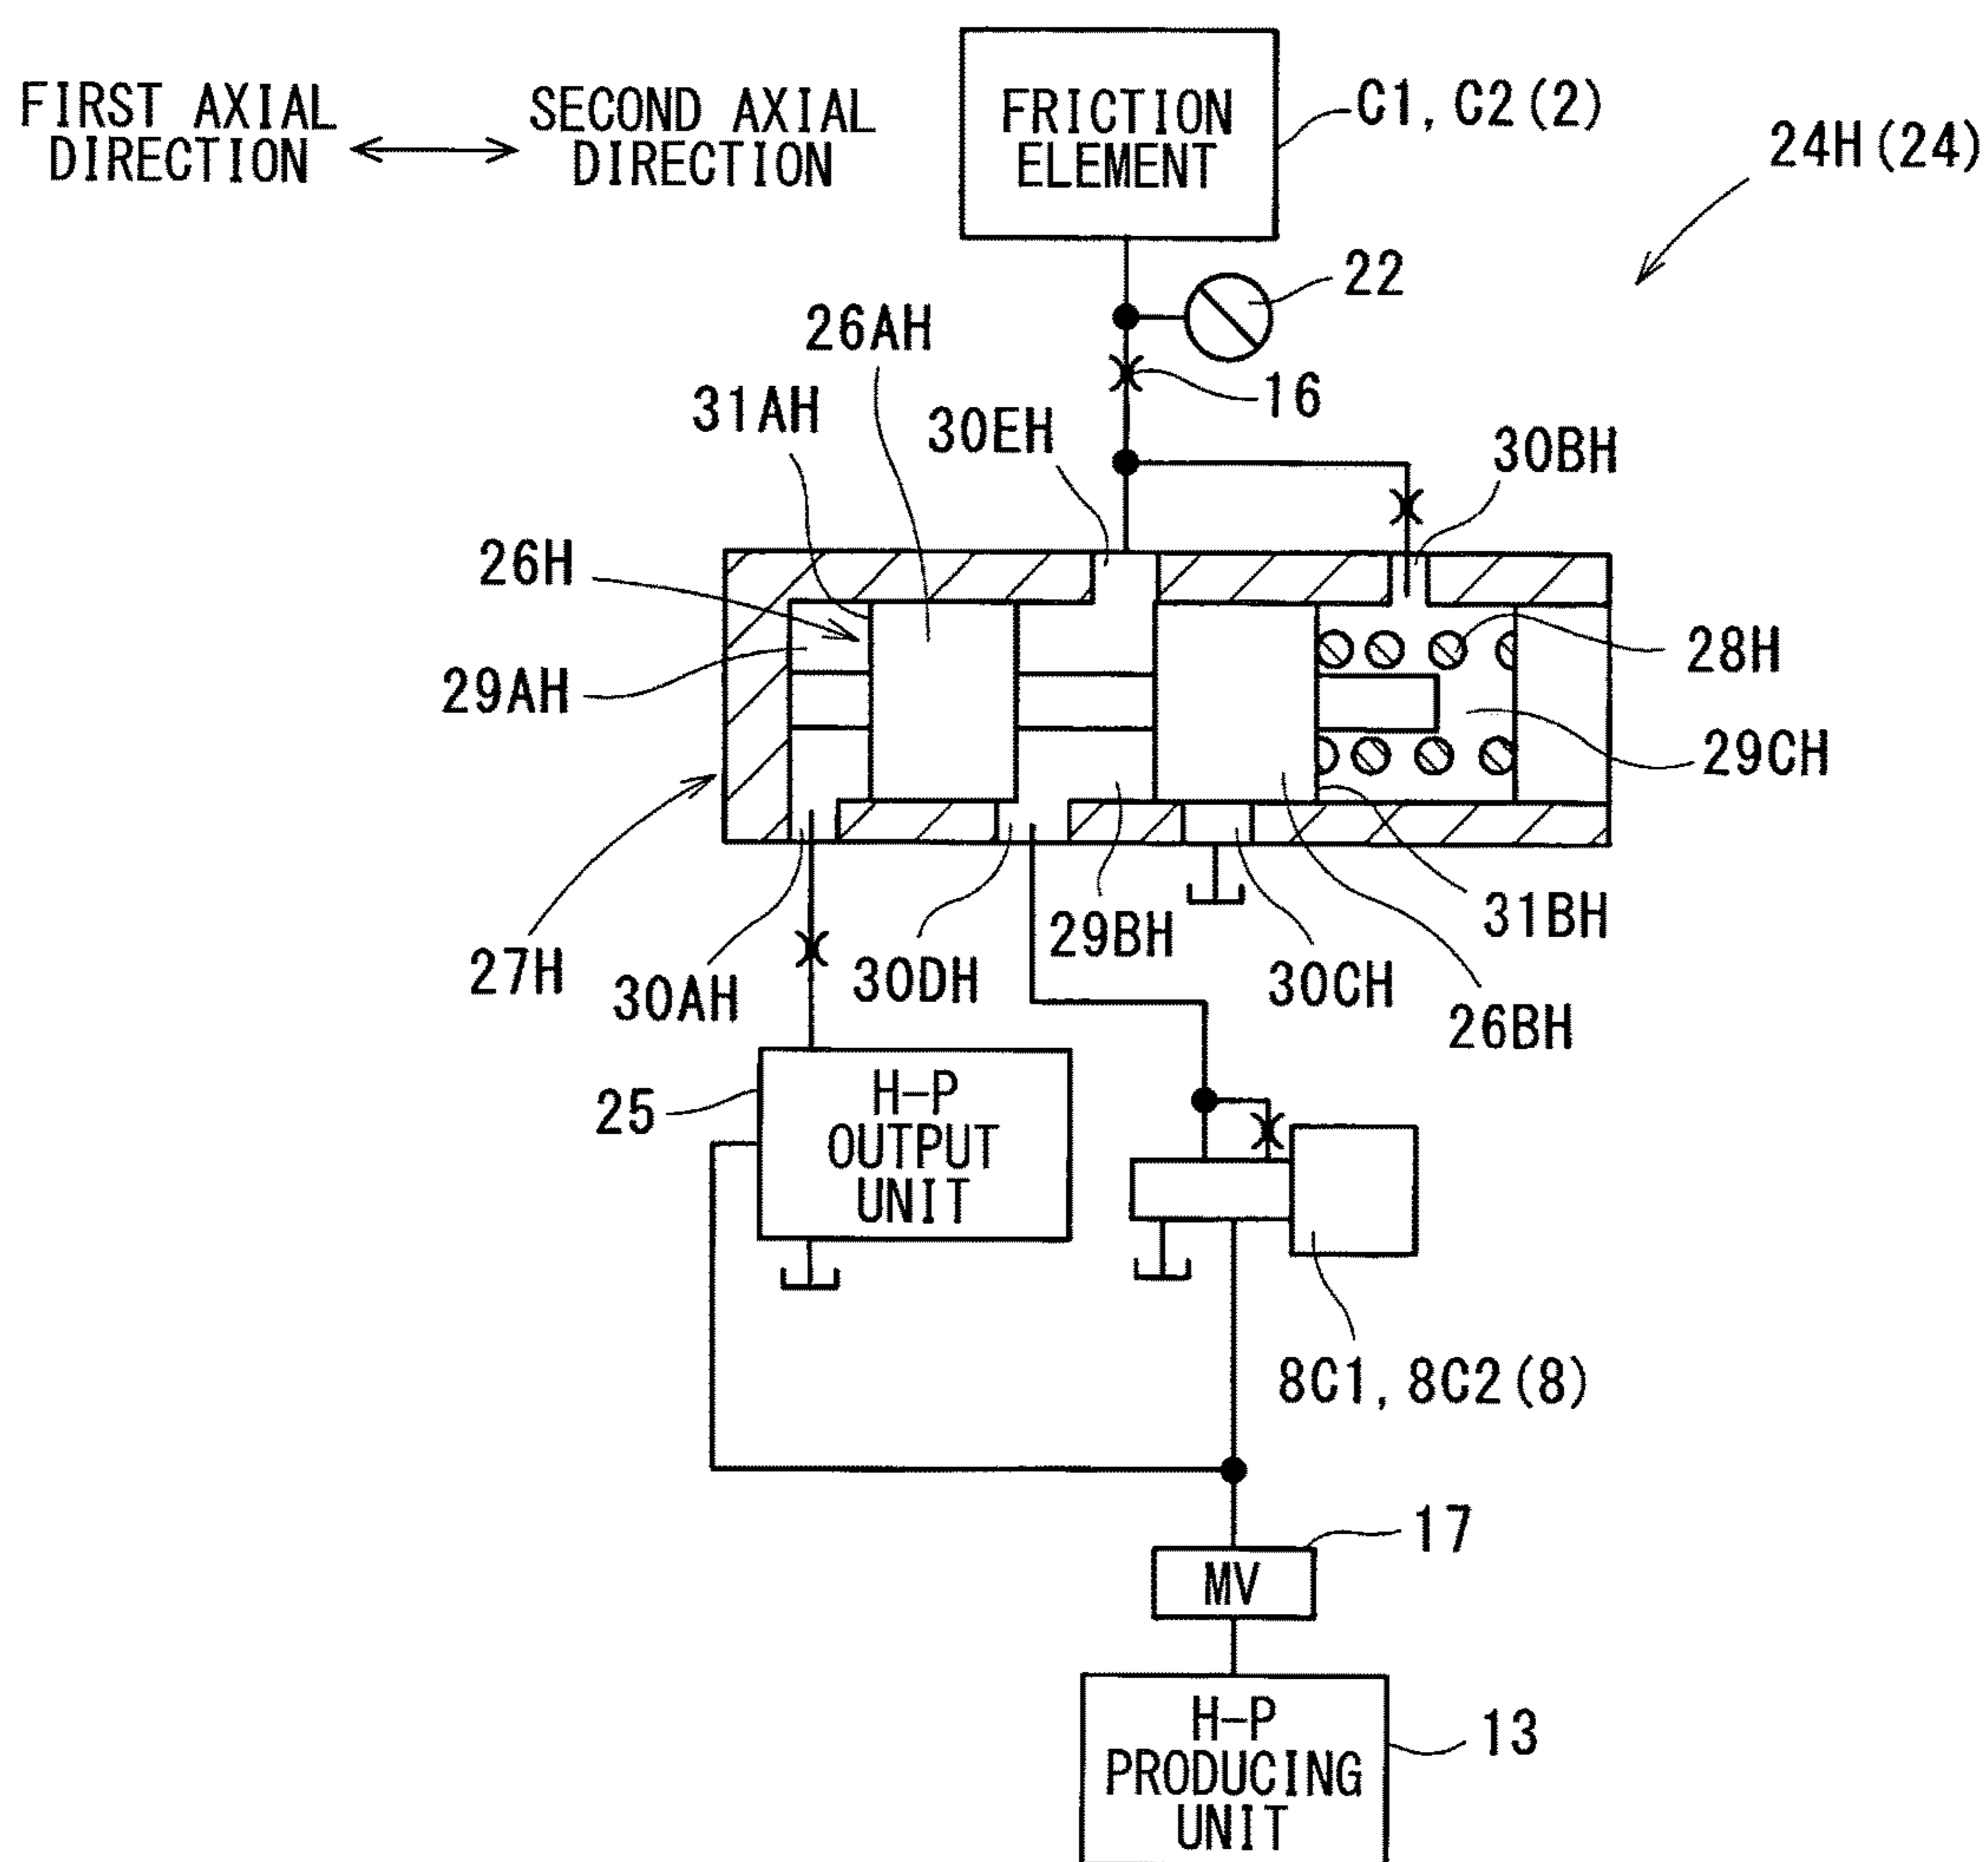 FIRST AXIAL
DIRECTION
SECOND AXIAL
DIRECTION
FRICTION
ELEMENT
C1, C2(2)
24H(24)
22
26AH
31AH
30EH
16
30BH
26H
28H
29AH
29CH
27H
30AH
30DH
29BH
30CH
31BH
26BH
25
H-P
OUTPUT
UNIT
8C1, 8C2(8)
17
MV
H-P
PRODUCING
UNIT
13